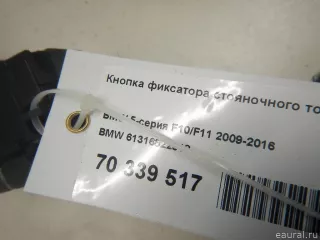 Кнопка фиксатора стояночного то
5-серия F10/F11 2009-2016
BMW
70 339 517
eaural.ru